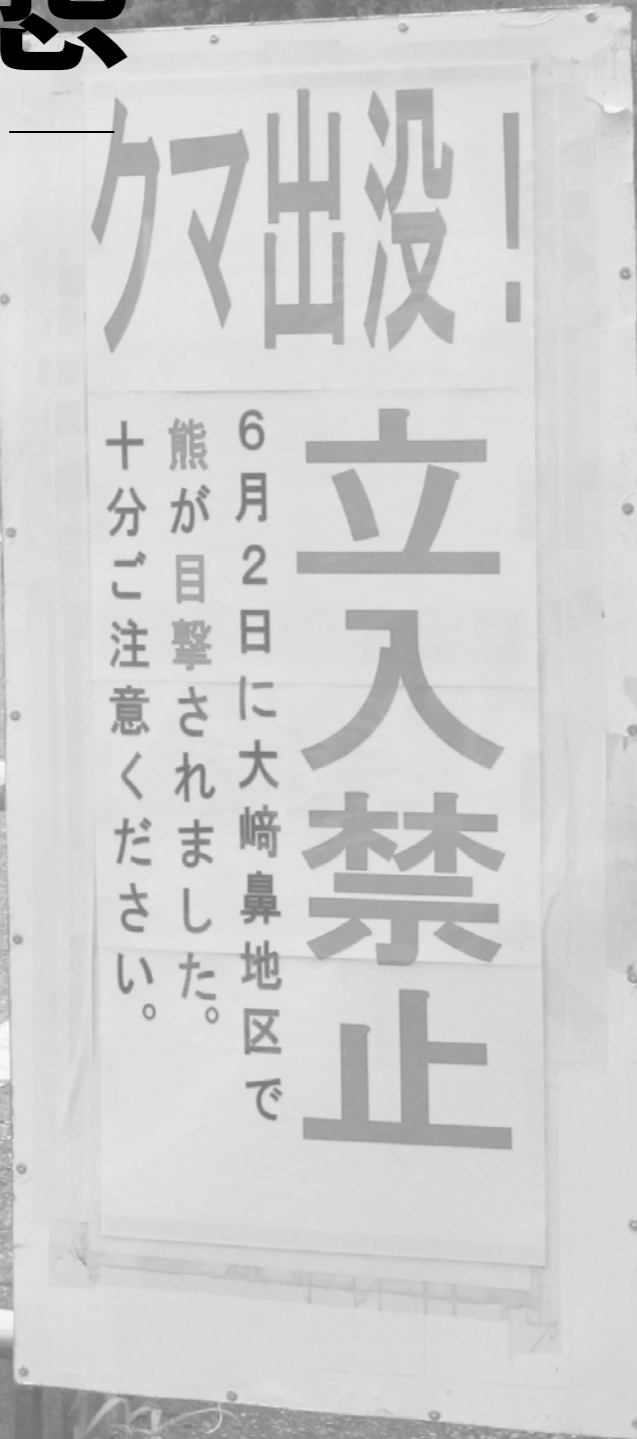 クマ出没！
立入禁止
6月2日に大﨑鼻地区で
熊が目撃されました。
十分ご注意ください。